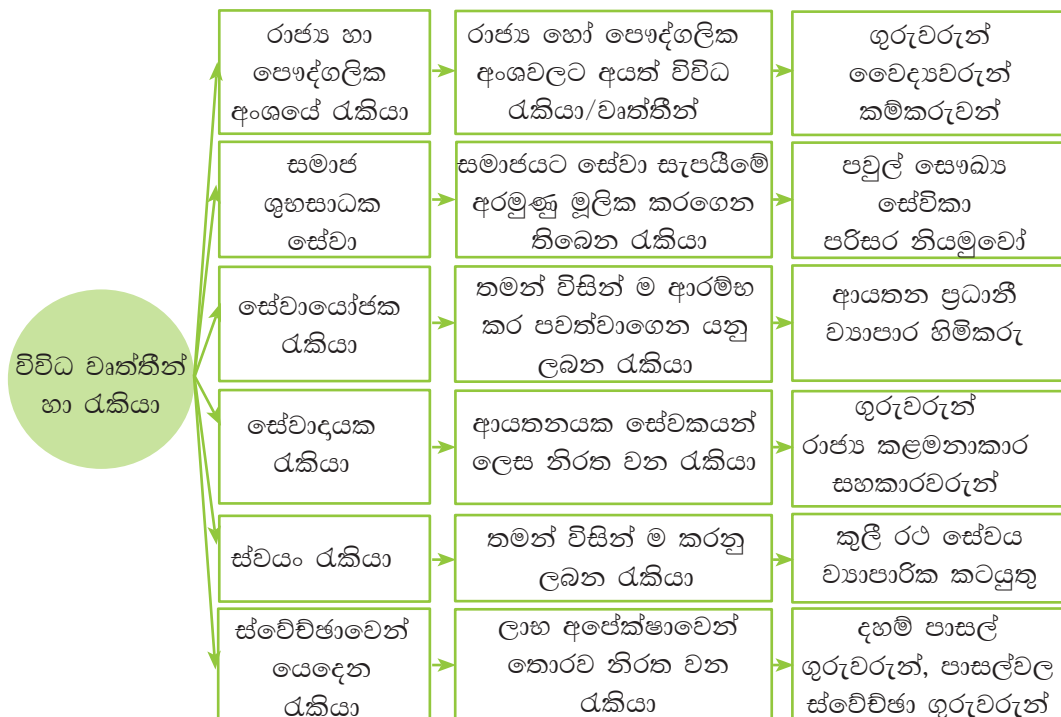 විවිධ වෘත්තීන්
හා රැකියා
රාජ්‍ය හා
පෞද්ගලික
අංශයේ රැකියා
රාජ්‍ය හෝ පෞද්ගලික
අංශවලට අයත් විවිධ
රැකියා/වෘත්තීන්
ගුරුවරුන්
වෛද්‍යවරුන්
කම්කරුවන්
සමාජ
ශුභසාධක
සේවා
සමාජයට සේවා සැපයීමේ
අරමුණු මූලික කරගෙන
තිබෙන රැකියා
පවුල් සෞඛ්‍ය
සේවිකා
පරිසර නියමුවෝ
සේවායෝජක
රැකියා
තමන් විසින් ම ආරම්භ
කර පවත්වාගෙන යනු
ලබන රැකියා
ආයතන ප්‍රධානී
ව්‍යාපාර හිමිකරු
සේවාදායක
රැකියා
ආයතනයක සේවකයන්
ලෙස නිරත වන රැකියා
ගුරුවරුන්
රාජ්‍ය කළමනාකාර
සහකාරවරුන්
ස්වයං රැකියා
තමන් විසින් ම කරනු
ලබන රැකියා
කුලී රථ සේවය
ව්‍යාපාරික කටයුතු
ස්වේච්ඡාවෙන්
යෙදෙන
රැකියා
ලාභ අපේක්ෂාවෙන්
තොරව නිරත වන
රැකියා
දහම් පාසල්
ගුරුවරුන්, පාසල්වල
ස්වේච්ඡා ගුරුවරුන්